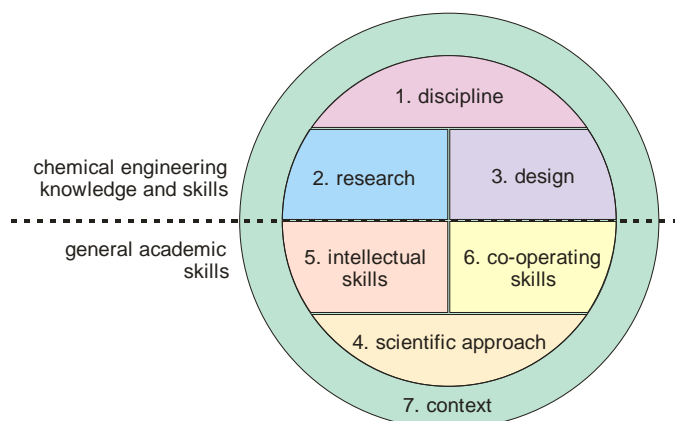 1. discipline
chemical engineering
knowledge and skills
2. research
3. design
general academic
skills
5. intellectual
skills
6. co-operating
skills
4. scientific approach
7. context